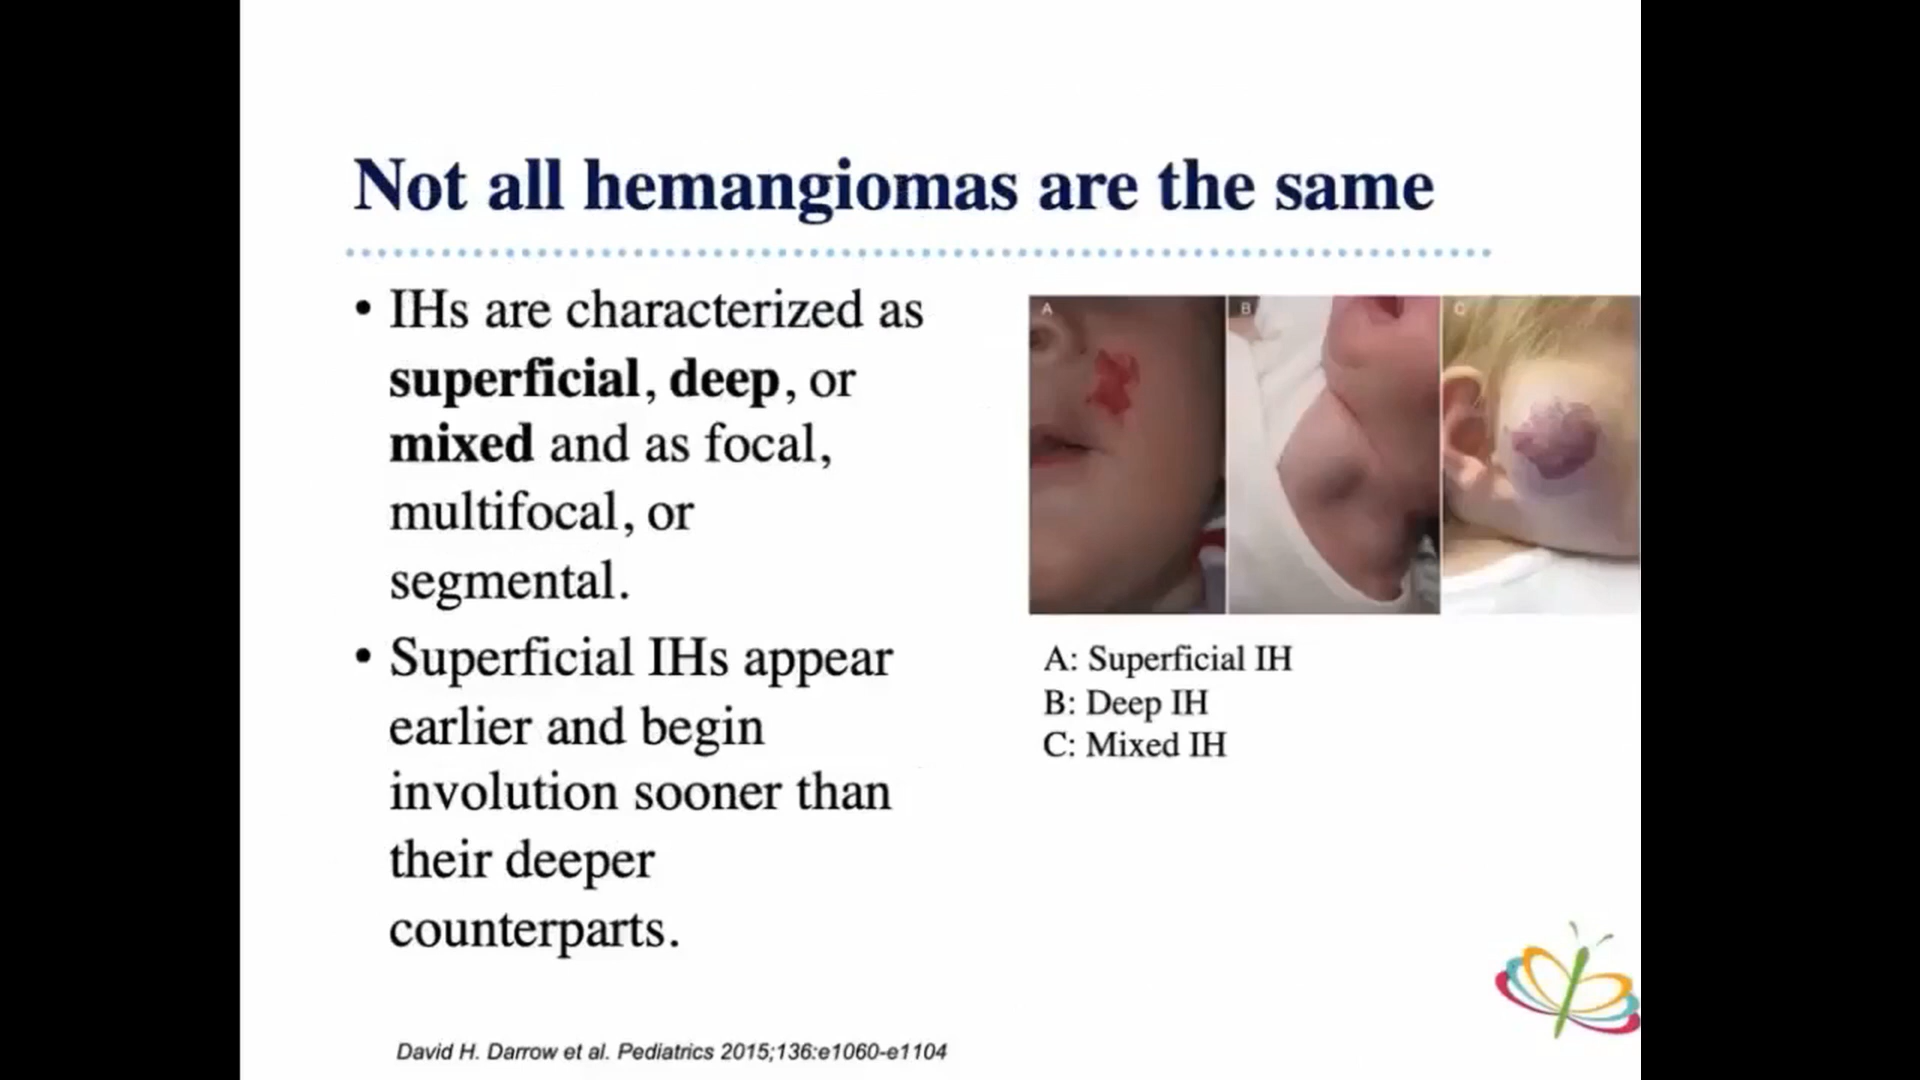 Not all hemangiomas are the same
• IHs are characterized as
superficial, deep, or
mixed and as focal,
multifocal, or
segmental.
• Superficial IHs appear
earlier and begin
involution sooner than
their deeper
counterparts.
A
B
C
A: Superficial IH
B: Deep IH
C: Mixed IH
David H. Darrow et al. Pediatrics 2015;136:e1060-e1104